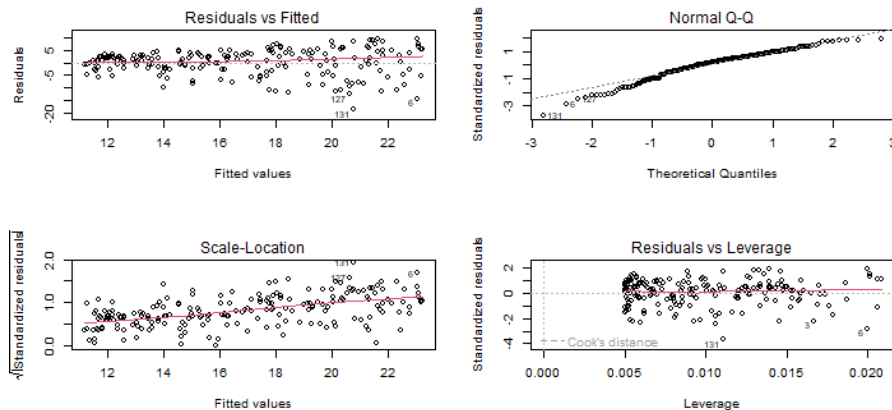 Residuals vs Fitted
Residuals
5
-5
-20
127
131
6
12 14 16 18 20 22
Fitted values
Normal Q-Q
Standardized residuals
1
-1
-3
131
6
127
-3 -2 -1 0 1 2 3
Theoretical Quantiles
Scale-Location
√|Standardized residuals|
2.0
1.0
0.0
131
127
6
12 14 16 18 20 22
Fitted values
Residuals vs Leverage
Standardized residuals
2
0
-2
-4
Cook's distance
131
3
6
0.000 0.005 0.010 0.015 0.020
Leverage